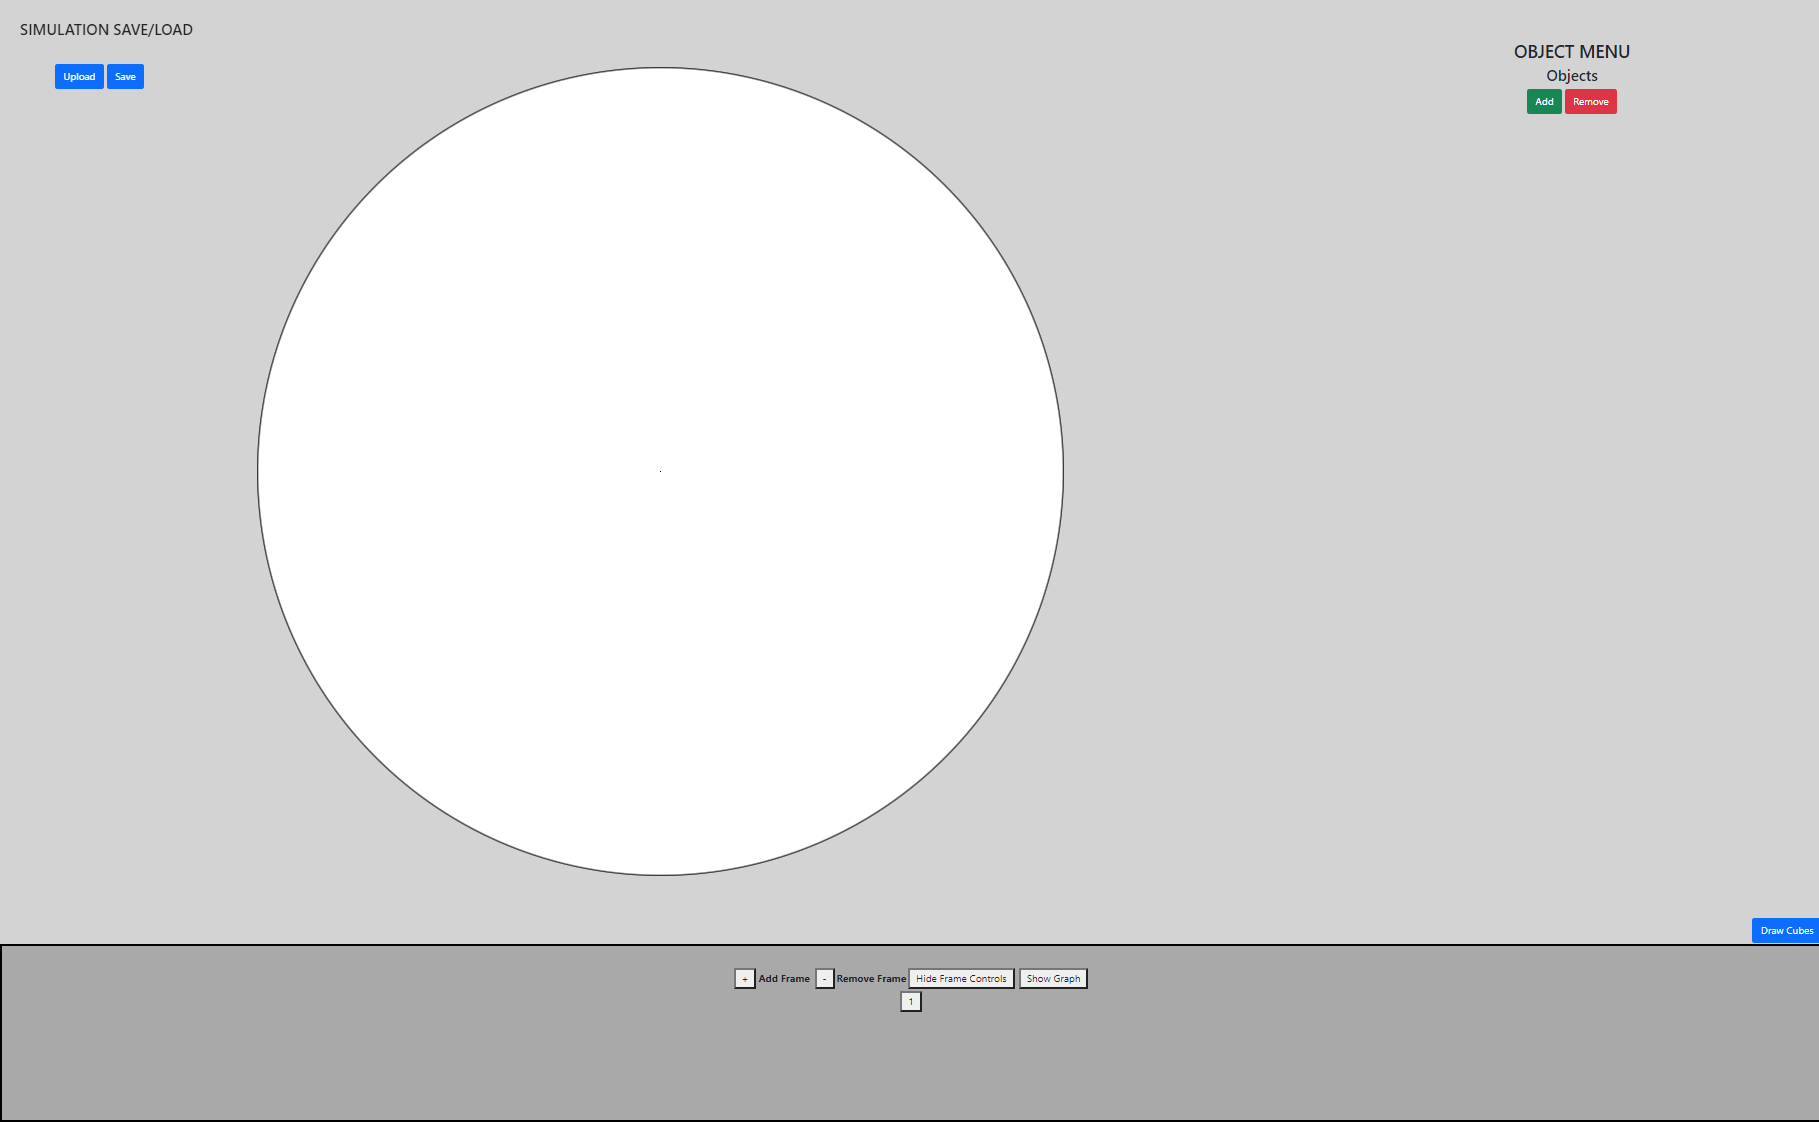 SIMULATION SAVE/LOAD
Upload Save
OBJECT MENU
Objects
Add Remove
Draw Cubes
+ Add Frame - Remove Frame Hide Frame Controls Show Graph
1